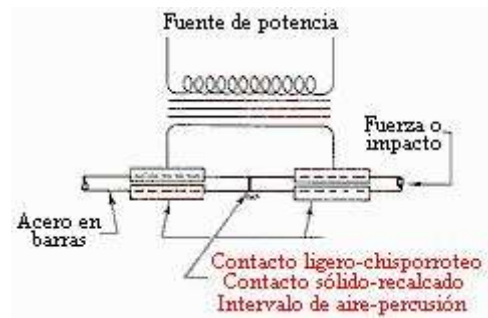 Fuente de potencia
Fuerza o
impacto
Acero en
barras
Contacto ligero-chisporroteo
Contacto sólido-recalcado
Intervalo de aire-percusión